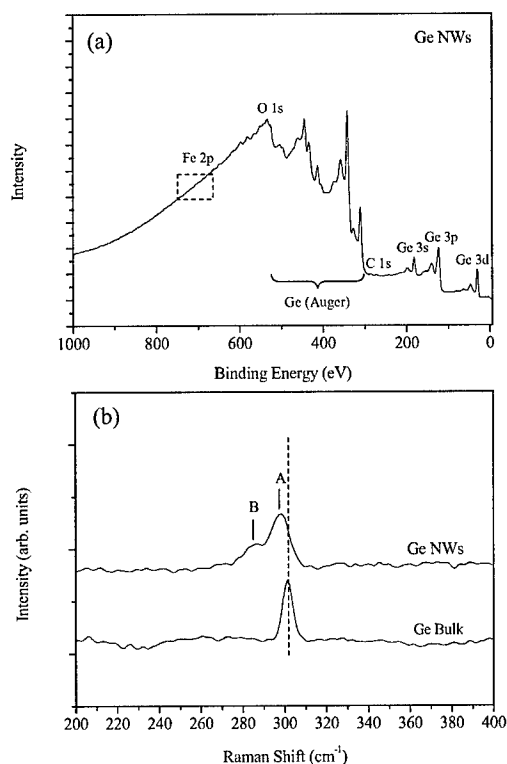 (a)
Ge NWs
O 1s
Fe 2p
Ge 3s
Ge 3p
C 1s
Ge 3d
Ge (Auger)
Intensity
1000 800 600 400 200 0
Binding Energy (eV)
(b)
A
B
Ge NWs
Ge Bulk
Intensity (arb. units)
200 220 240 260 280 300 320 340 360 380 400
Raman Shift (cm⁻¹)